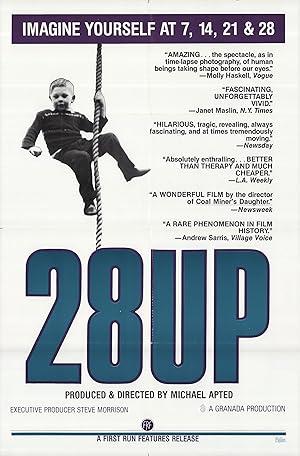 IMAGINE YOURSELF AT 7, 14, 21 & 28
"AMAZING . . . the spectacle, as in
time-lapse photography, of human
beings taking shape before our eyes."
—Molly Haskell, Vogue
"FASCINATING,
UNFORGETTABLY
VIVID."
—Janet Maslin, N.Y. Times
"HILARIOUS, tragic, revealing, always
fascinating, and at times tremendously
moving."
—Newsday
"Absolutely enthralling. . .BETTER
THAN THERAPY AND MUCH
CHEAPER."
—L.A. Weekly
"A WONDERFUL FILM by the director
of Coal Miner's Daughter."
—Newsweek
"A RARE PHENOMENON IN FILM
HISTORY."
—Andrew Sarris, Village Voice
28UP
PRODUCED & DIRECTED BY MICHAEL APTED
EXECUTIVE PRODUCER STEVE MORRISON
A GRANADA PRODUCTION
A FIRST RUN FEATURES RELEASE